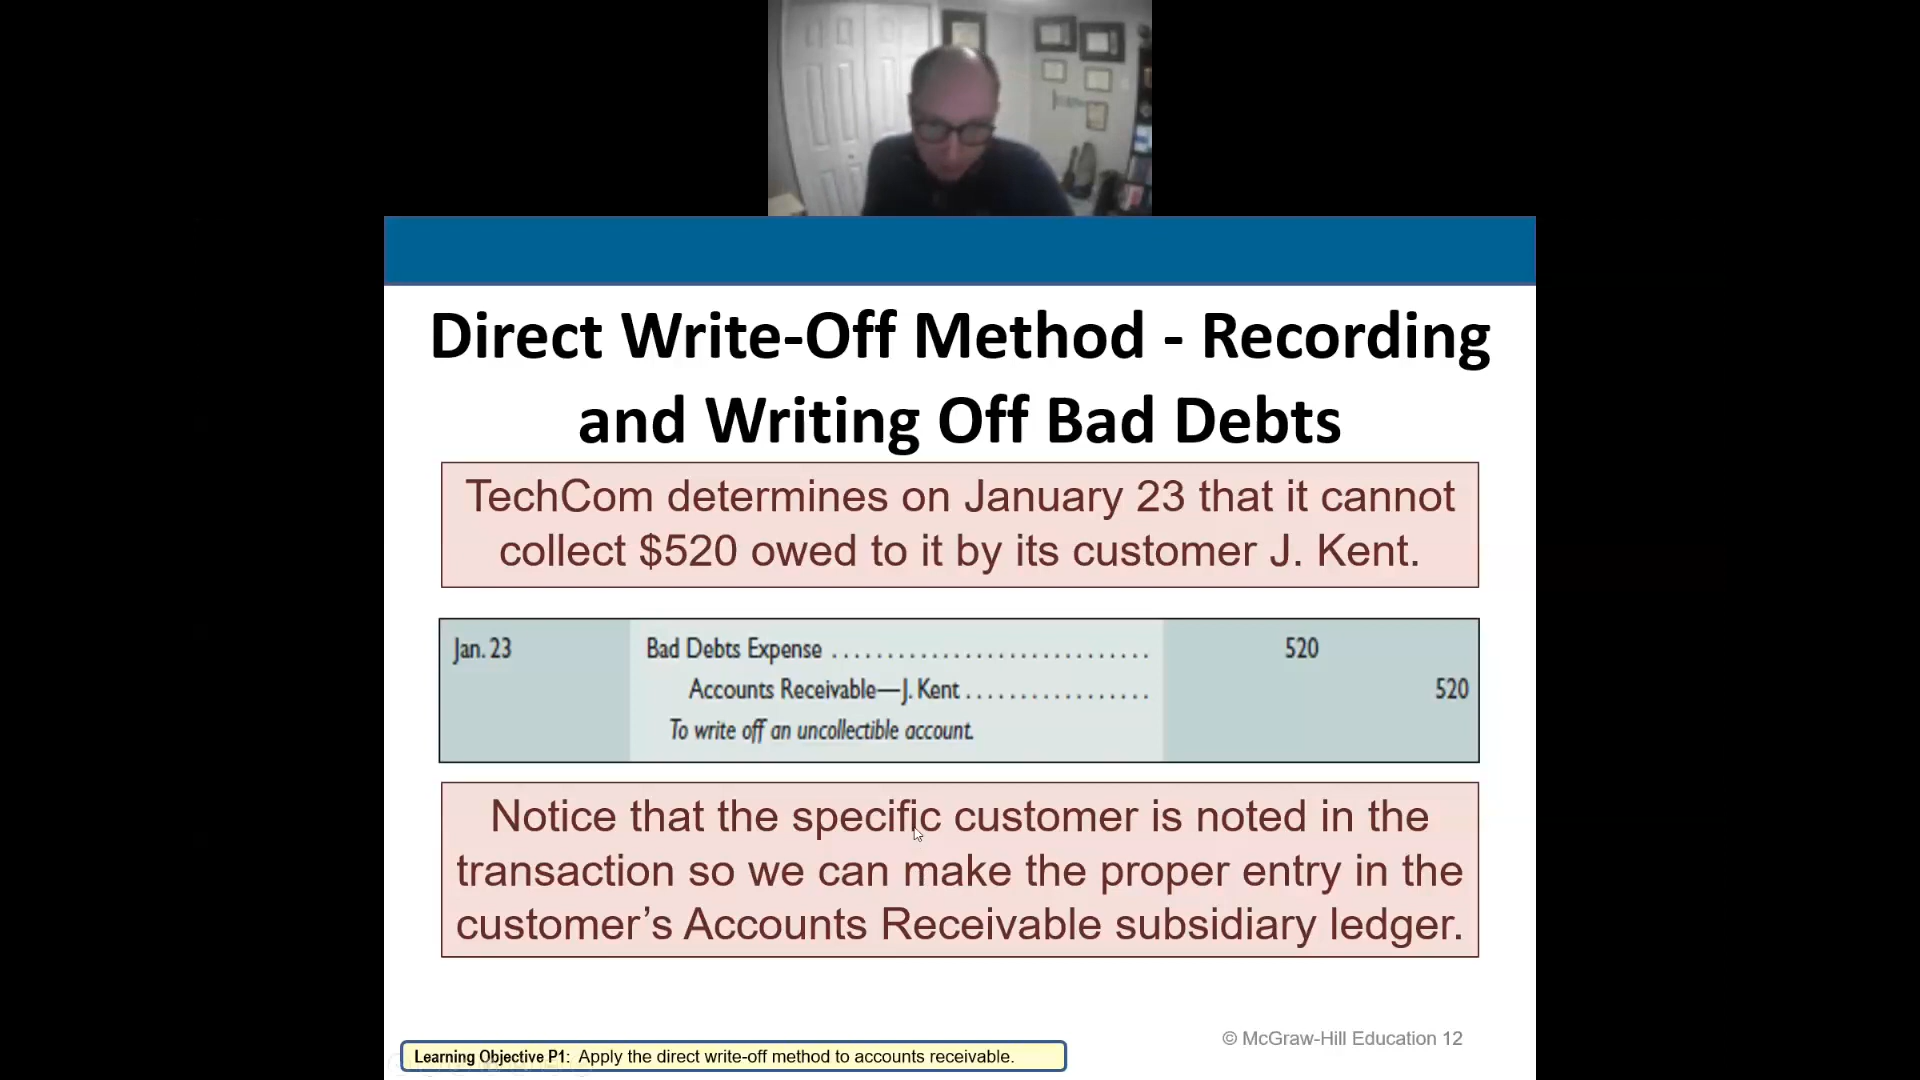 Direct Write-Off Method - Recording
and Writing Off Bad Debts
TechCom determines on January 23 that it cannot
collect $520 owed to it by its customer J. Kent.
Jan. 23 Bad Debts Expense ............................. 520
Accounts Receivable—J. Kent ................. 520
To write off an uncollectible account.
Notice that the specific customer is noted in the
transaction so we can make the proper entry in the
customer’s Accounts Receivable subsidiary ledger.
© McGraw-Hill Education 12
Learning Objective P1: Apply the direct write-off method to accounts receivable.